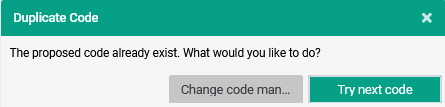 Duplicate Code
The proposed code already exist. What would you like to do?
Change code man...
Try next code